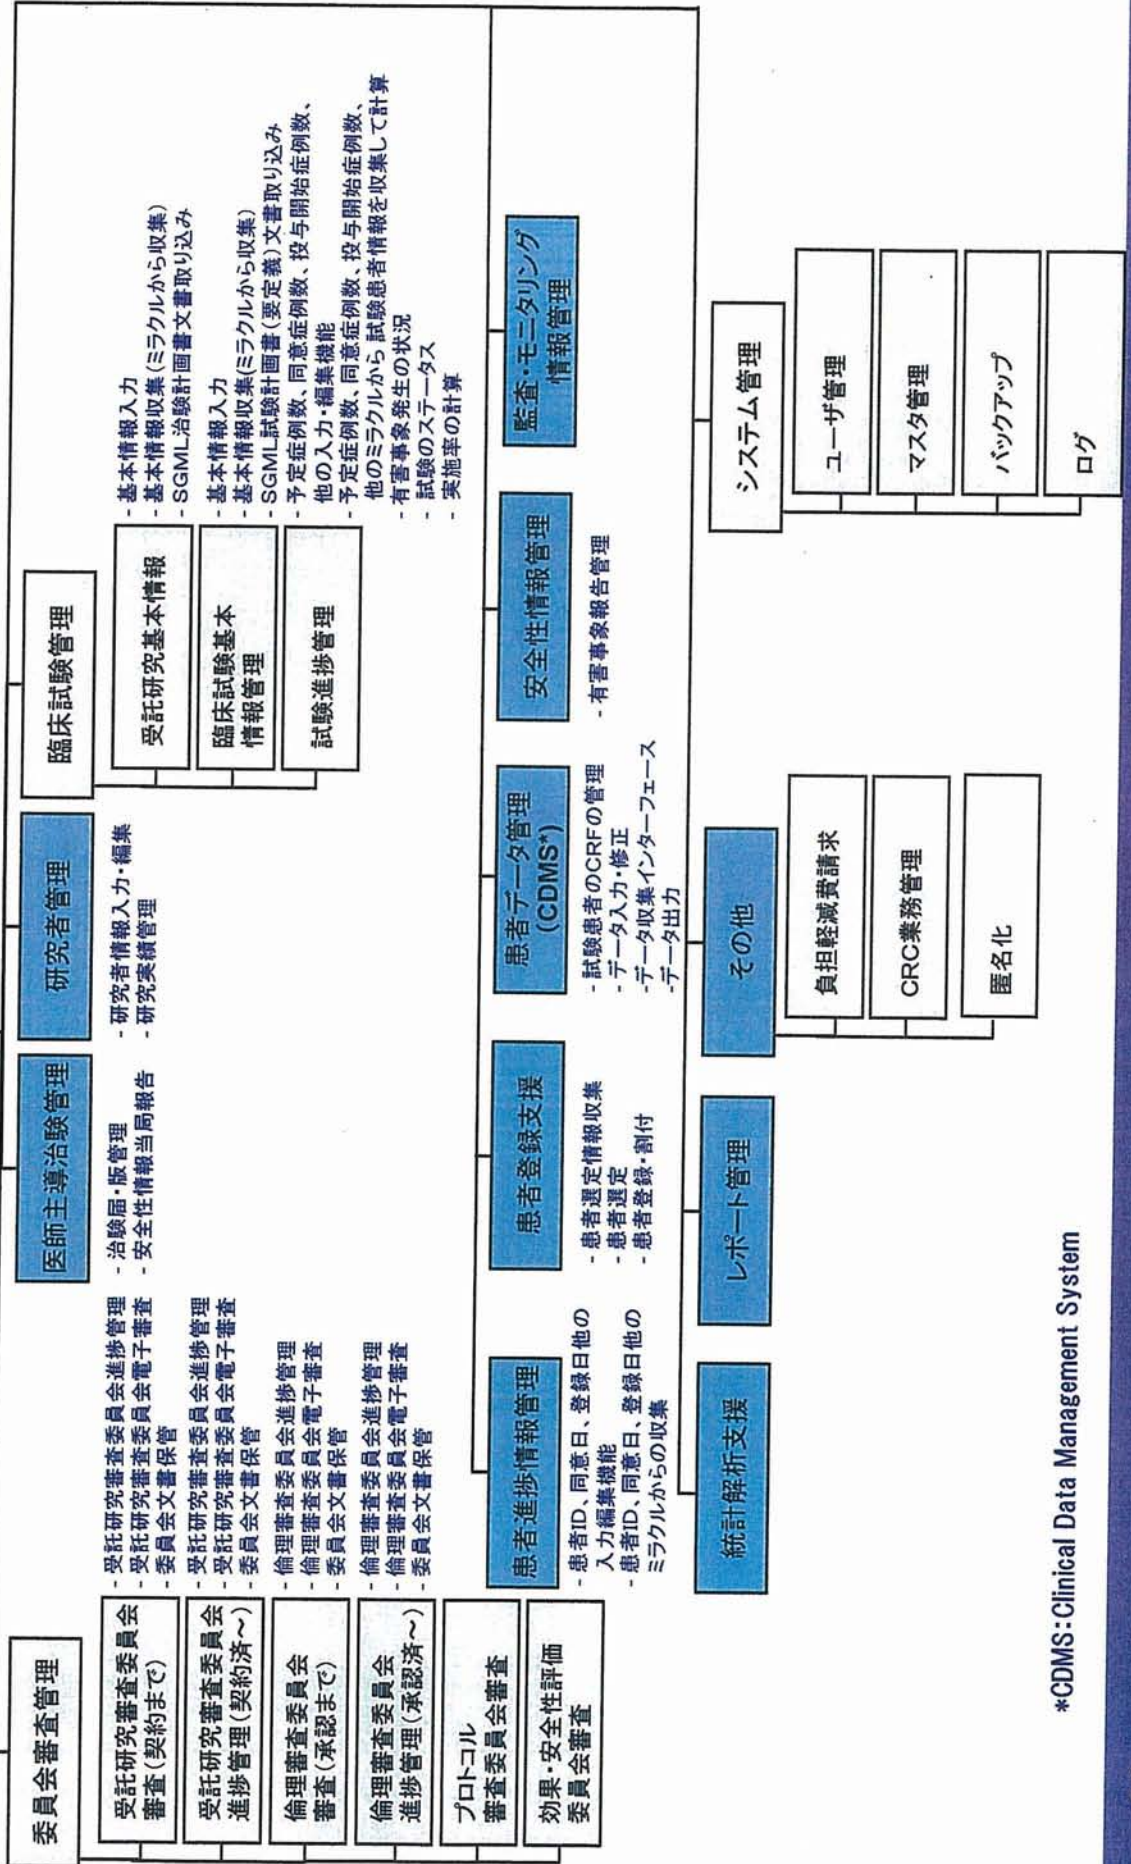 委員会審査管理
受託研究審査委員会
審査(契約まで)
- 受託研究審査委員会進捗管理
- 受託研究審査委員会電子審査
- 委員会文書保管
受託研究審査委員会
進捗管理(契約済～)
- 受託研究審査委員会進捗管理
- 受託研究審査委員会電子審査
- 委員会文書保管
倫理審査委員会
審査(承認まで)
- 倫理審査委員会進捗管理
- 倫理審査委員会電子審査
- 委員会文書保管
倫理審査委員会
進捗管理(承認済～)
- 倫理審査委員会進捗管理
- 倫理審査委員会電子審査
- 委員会文書保管
プロトコル
審査委員会審査
効果・安全性評価
委員会審査
医師主導治験管理
- 治験届・版管理
- 安全性情報当局報告
研究者管理
- 研究者情報入力・編集
- 研究実績管理
臨床試験管理
受託研究基本情報
- 基本情報入力
- 基本情報収集(ミラクルから収集)
- SGML治験計画書文書取り込み
臨床試験基本
情報管理
- 基本情報入力
- 基本情報収集(ミラクルから収集)
- SGML試験計画書(要定義)文書取り込み
試験進捗管理
- 予定症例数、同意症例数、投与開始症例数、
他の入力・編集機能
- 予定症例数、同意症例数、投与開始症例数、
他のミラクルから 試験患者情報を収集して計算
- 有害事象発生の状況
- 試験のステータス
- 実施率の計算
患者進捗情報管理
- 患者ID、同意日、登録日他の
入力編集機能
- 患者ID、同意日、登録日他の
ミラクルからの収集
患者登録支援
- 患者選定情報収集
- 患者選定
- 患者登録・割付
患者データ管理
(CDMS*)
- 試験患者のCRFの管理
- データ入力・修正
- データ収集インターフェース
- データ出力
安全性情報管理
- 有害事象報告管理
監査・モニタリング
情報管理
統計解析支援
レポート管理
その他
負担軽減費請求
CRC業務管理
匿名化
システム管理
ユーザ管理
マスタ管理
バックアップ
ログ
*CDMS:Clinical Data Management System